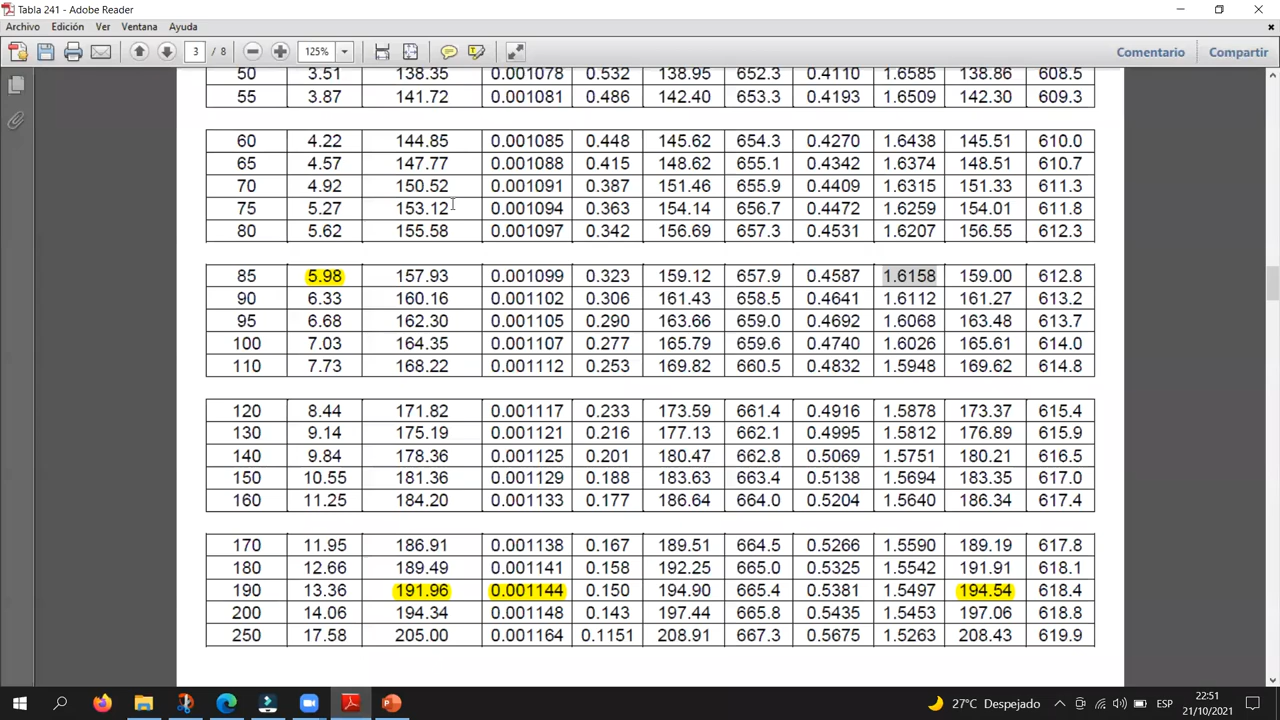 Tabla 241 - Adobe Reader
Archivo Edición Ver Ventana Ayuda
3 / 8 125% Comentario Compartir
50 3.51 138.35 0.001078 0.532 138.95 652.3 0.4110 1.6585 138.86 608.5
55 3.87 141.72 0.001081 0.486 142.40 653.3 0.4193 1.6509 142.30 609.3
60 4.22 144.85 0.001085 0.448 145.62 654.3 0.4270 1.6438 145.51 610.0
65 4.57 147.77 0.001088 0.415 148.62 655.1 0.4342 1.6374 148.51 610.7
70 4.92 150.52 0.001091 0.387 151.46 655.9 0.4409 1.6315 151.33 611.3
75 5.27 153.12 0.001094 0.363 154.14 656.7 0.4472 1.6259 154.01 611.8
80 5.62 155.58 0.001097 0.342 156.69 657.3 0.4531 1.6207 156.55 612.3
85 5.98 157.93 0.001099 0.323 159.12 657.9 0.4587 1.6158 159.00 612.8
90 6.33 160.16 0.001102 0.306 161.43 658.5 0.4641 1.6112 161.27 613.2
95 6.68 162.30 0.001105 0.290 163.66 659.0 0.4692 1.6068 163.48 613.7
100 7.03 164.35 0.001107 0.277 165.79 659.6 0.4740 1.6026 165.61 614.0
110 7.73 168.22 0.001112 0.253 169.82 660.5 0.4832 1.5948 169.62 614.8
120 8.44 171.82 0.001117 0.233 173.59 661.4 0.4916 1.5878 173.37 615.4
130 9.14 175.19 0.001121 0.216 177.13 662.1 0.4995 1.5812 176.89 615.9
140 9.84 178.36 0.001125 0.201 180.47 662.8 0.5069 1.5751 180.21 616.5
150 10.55 181.36 0.001129 0.188 183.63 663.4 0.5138 1.5694 183.35 617.0
160 11.25 184.20 0.001133 0.177 186.64 664.0 0.5204 1.5640 186.34 617.4
170 11.95 186.91 0.001138 0.167 189.51 664.5 0.5266 1.5590 189.19 617.8
180 12.66 189.49 0.001141 0.158 192.25 665.0 0.5325 1.5542 191.91 618.1
190 13.36 191.96 0.001144 0.150 194.90 665.4 0.5381 1.5497 194.54 618.4
200 14.06 194.34 0.001148 0.143 197.44 665.8 0.5435 1.5453 197.06 618.8
250 17.58 205.00 0.001164 0.1151 208.91 667.3 0.5675 1.5263 208.43 619.9
27°C Despejado ESP 22:51
21/10/2021